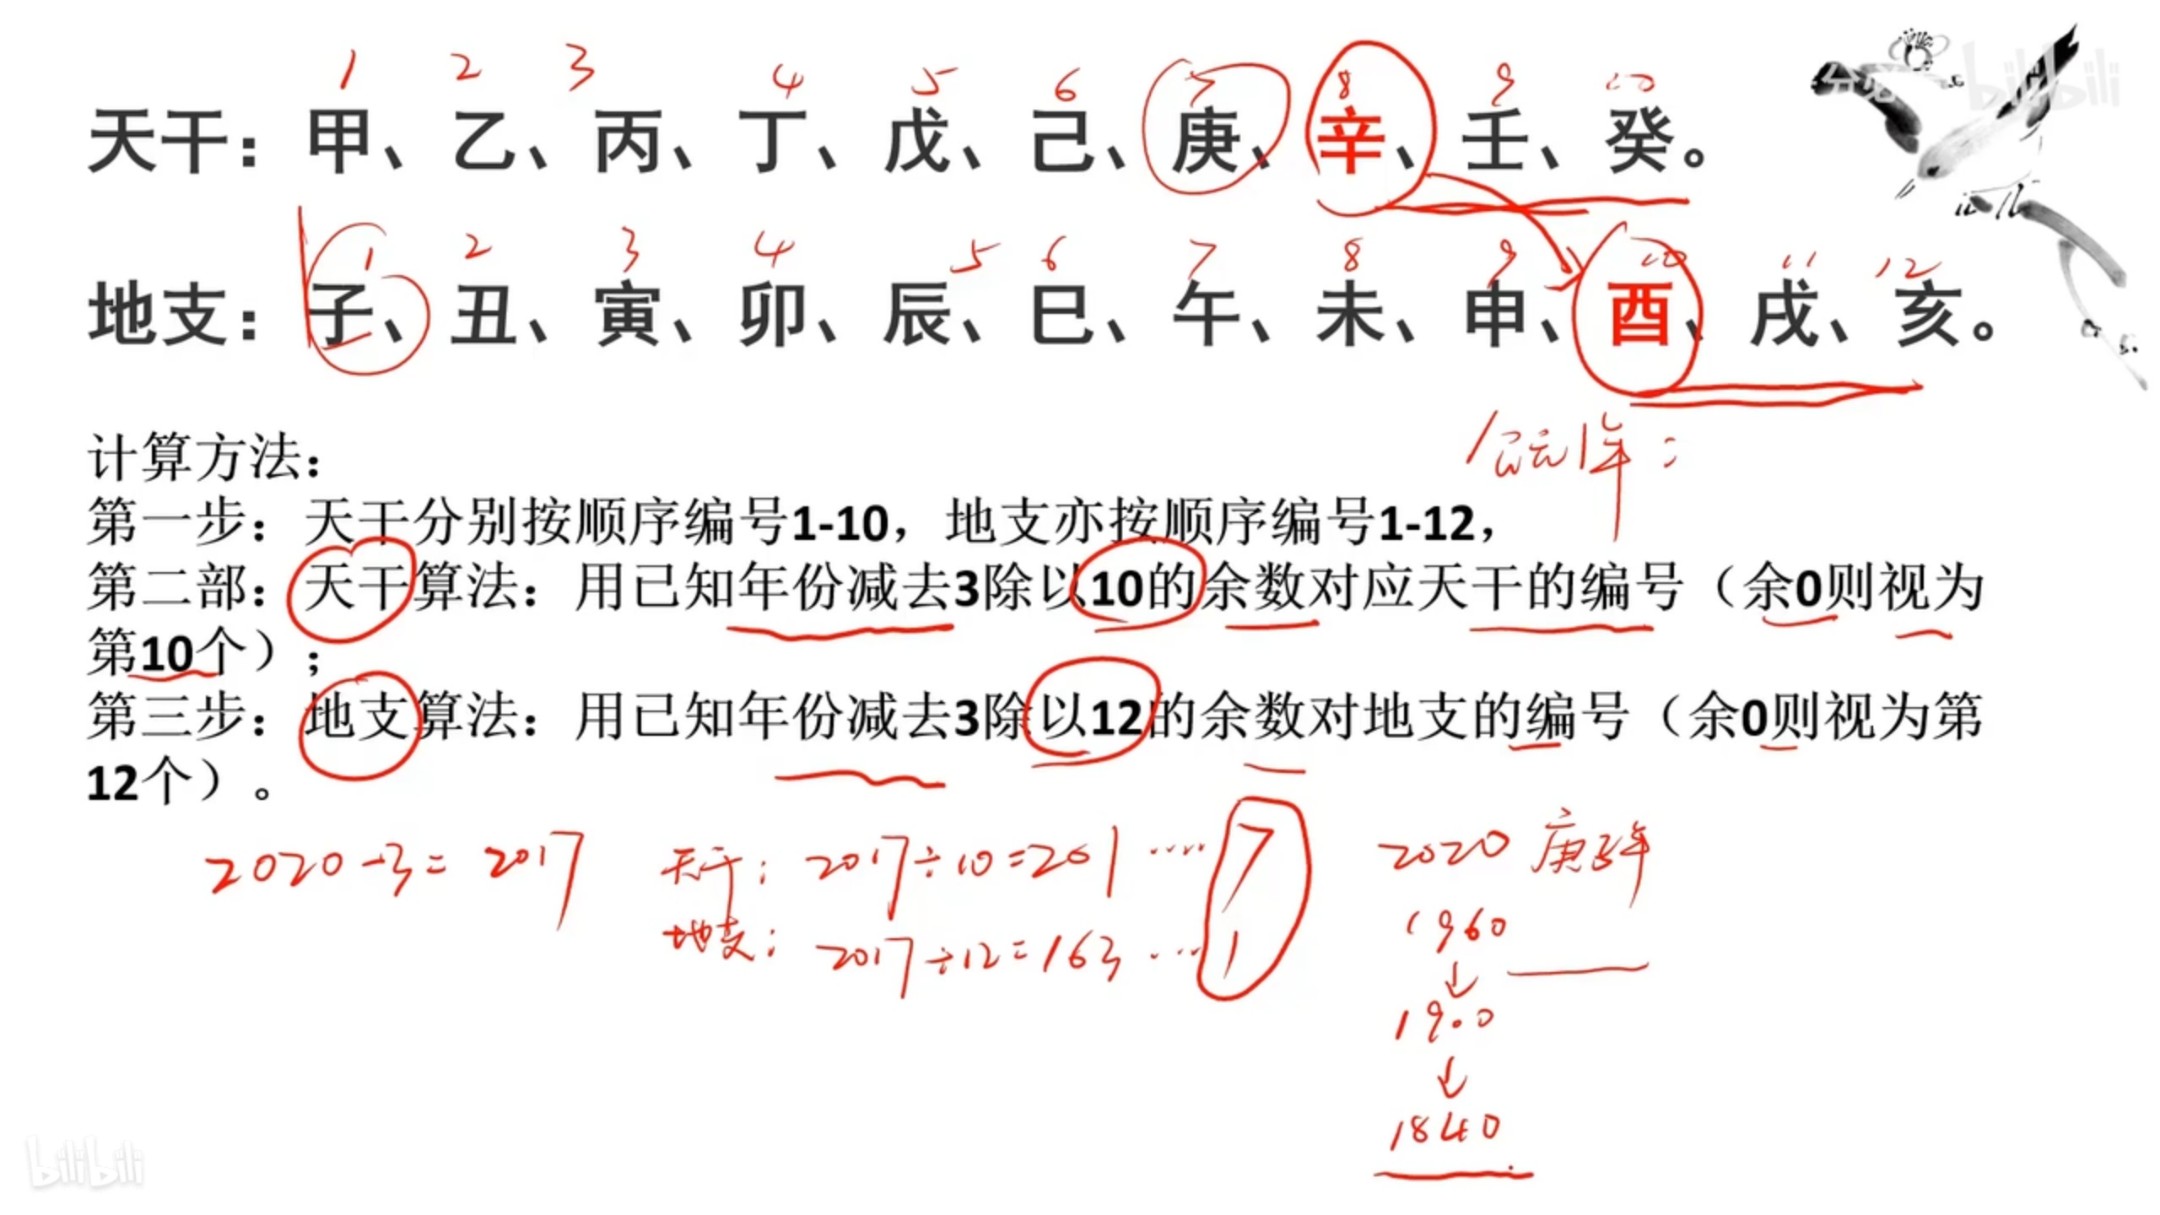 1 2 3 4 5 6 7 8 9 10
天干：甲、乙、丙、丁、戊、己、庚、辛、壬、癸。
bilibili
1 2 3 4 5 6 7 8 9 10 11 12
地支：子、丑、寅、卯、辰、巳、午、未、申、酉、戌、亥。
计算方法：
公元1年：
第一步：天干分别按顺序编号1-10，地支亦按顺序编号1-12，
第二部：天干算法：用已知年份减去3除以10的余数对应天干的编号（余0则视为
第10个）；
第三步：地支算法：用已知年份减去3除以12的余数对地支的编号（余0则视为第
12个）。
2020-3=2017
天干：2017÷10=201……7
地支：2017÷12=163……1
2020 庚子年
1960
1900
1840
bilibili